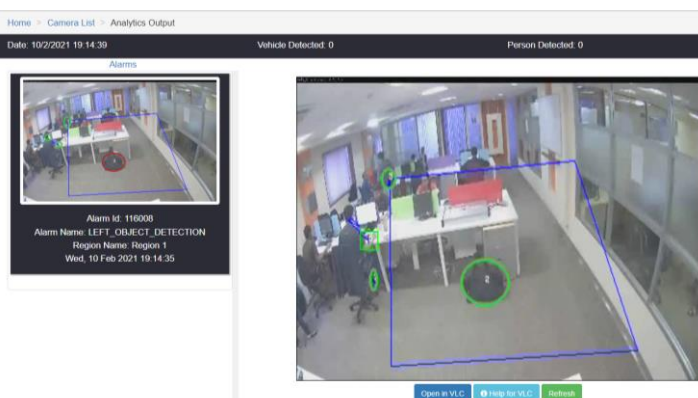 Home > Camera List > Analytics Output
Date: 10/2/2021 19:14:39
Vehicle Detected: 0
Person Detected: 0
Alarms
Alarm Id: 116008
Alarm Name: LEFT_OBJECT_DETECTION
Region Name: Region 1
Wed, 10 Feb 2021 19:14:35
Open in VLC
Help for VLC
Refresh